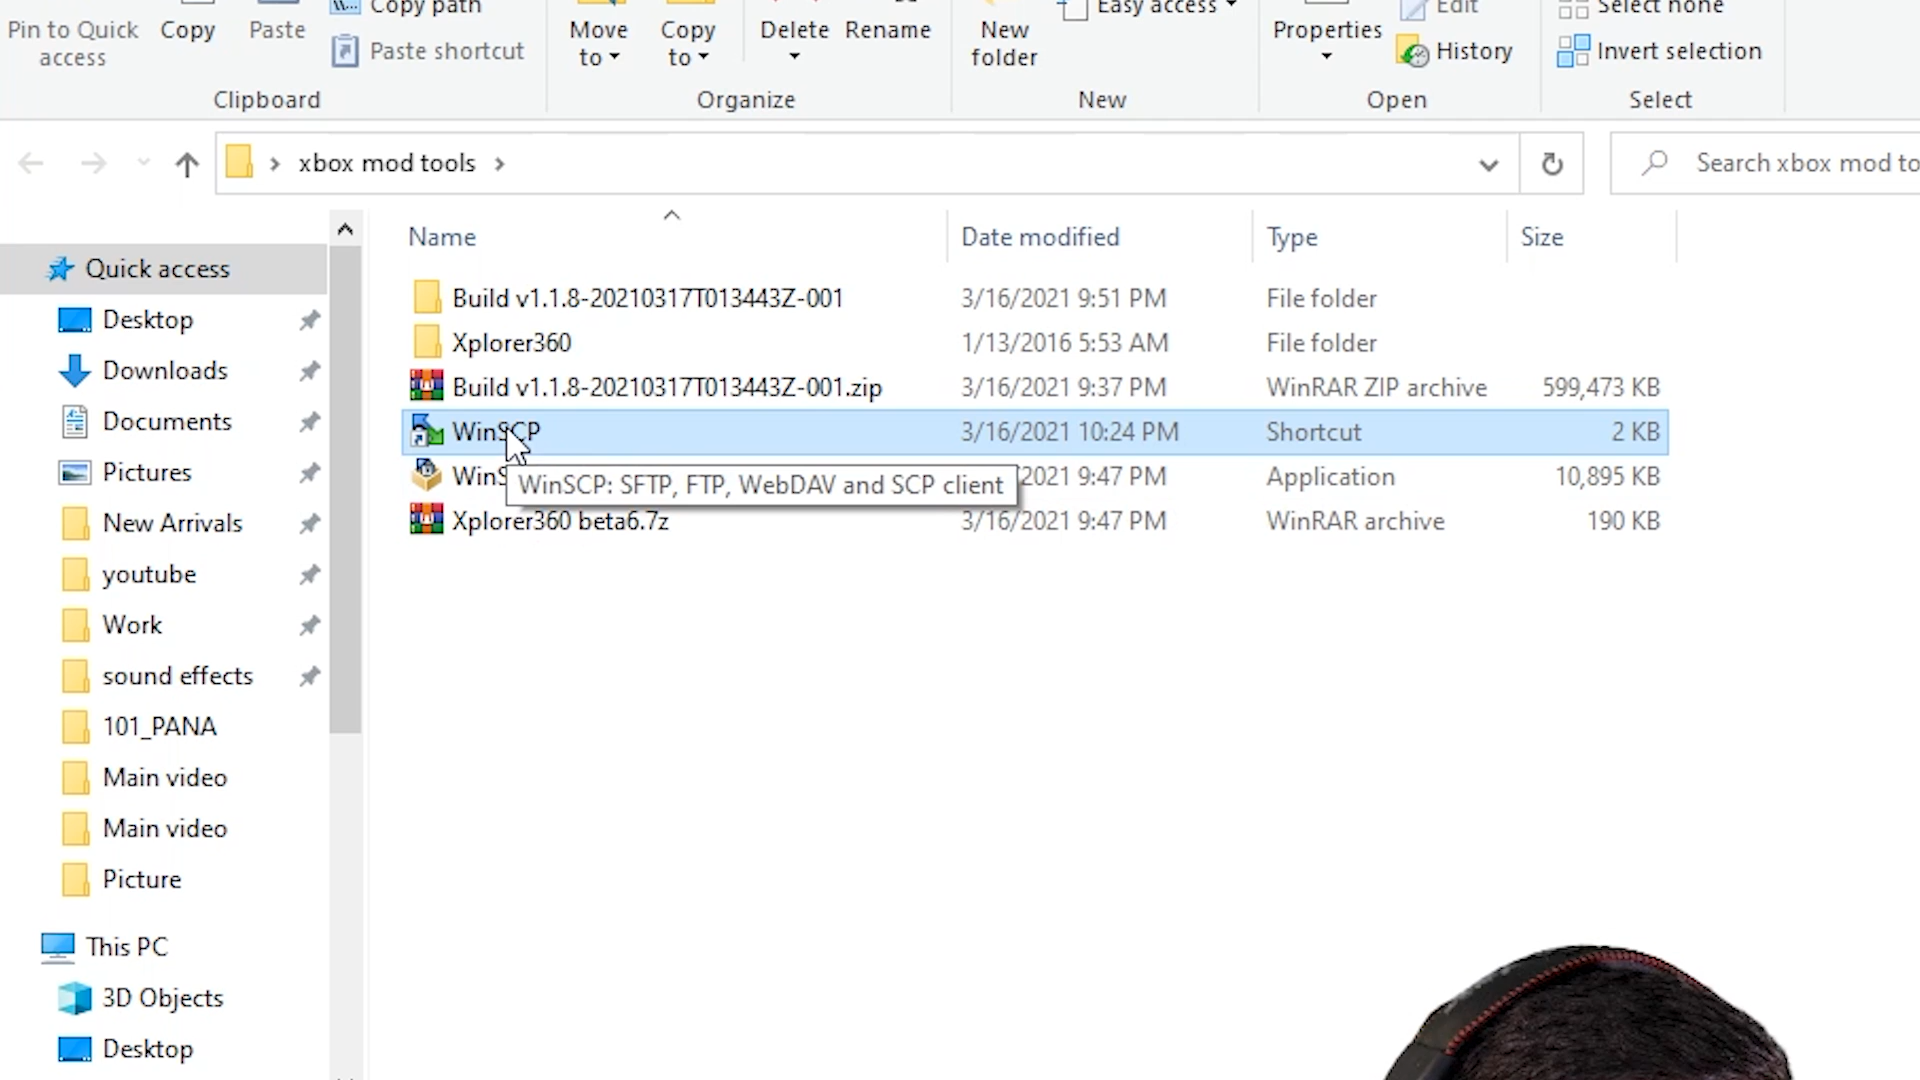 Copy path
Easy access
Edit
Select none
Pin to Quick access
Copy
Paste
Paste shortcut
Move to
Copy to
Delete
Rename
New folder
Properties
History
Invert selection
Clipboard
Organize
New
Open
Select
xbox mod tools
Search xbox mod to
Name
Date modified
Type
Size
Quick access
Desktop
Downloads
Documents
Pictures
New Arrivals
youtube
Work
sound effects
101_PANA
Main video
Main video
Picture
This PC
3D Objects
Desktop
Build v1.1.8-20210317T013443Z-001 3/16/2021 9:51 PM File folder
Xplorer360 1/13/2016 5:53 AM File folder
Build v1.1.8-20210317T013443Z-001.zip 3/16/2021 9:37 PM WinRAR ZIP archive 599,473 KB
WinSCP 3/16/2021 10:24 PM Shortcut 2 KB
WinS 2021 9:47 PM Application 10,895 KB
WinSCP: SFTP, FTP, WebDAV and SCP client
Xplorer360 beta6.7z 3/16/2021 9:47 PM WinRAR archive 190 KB